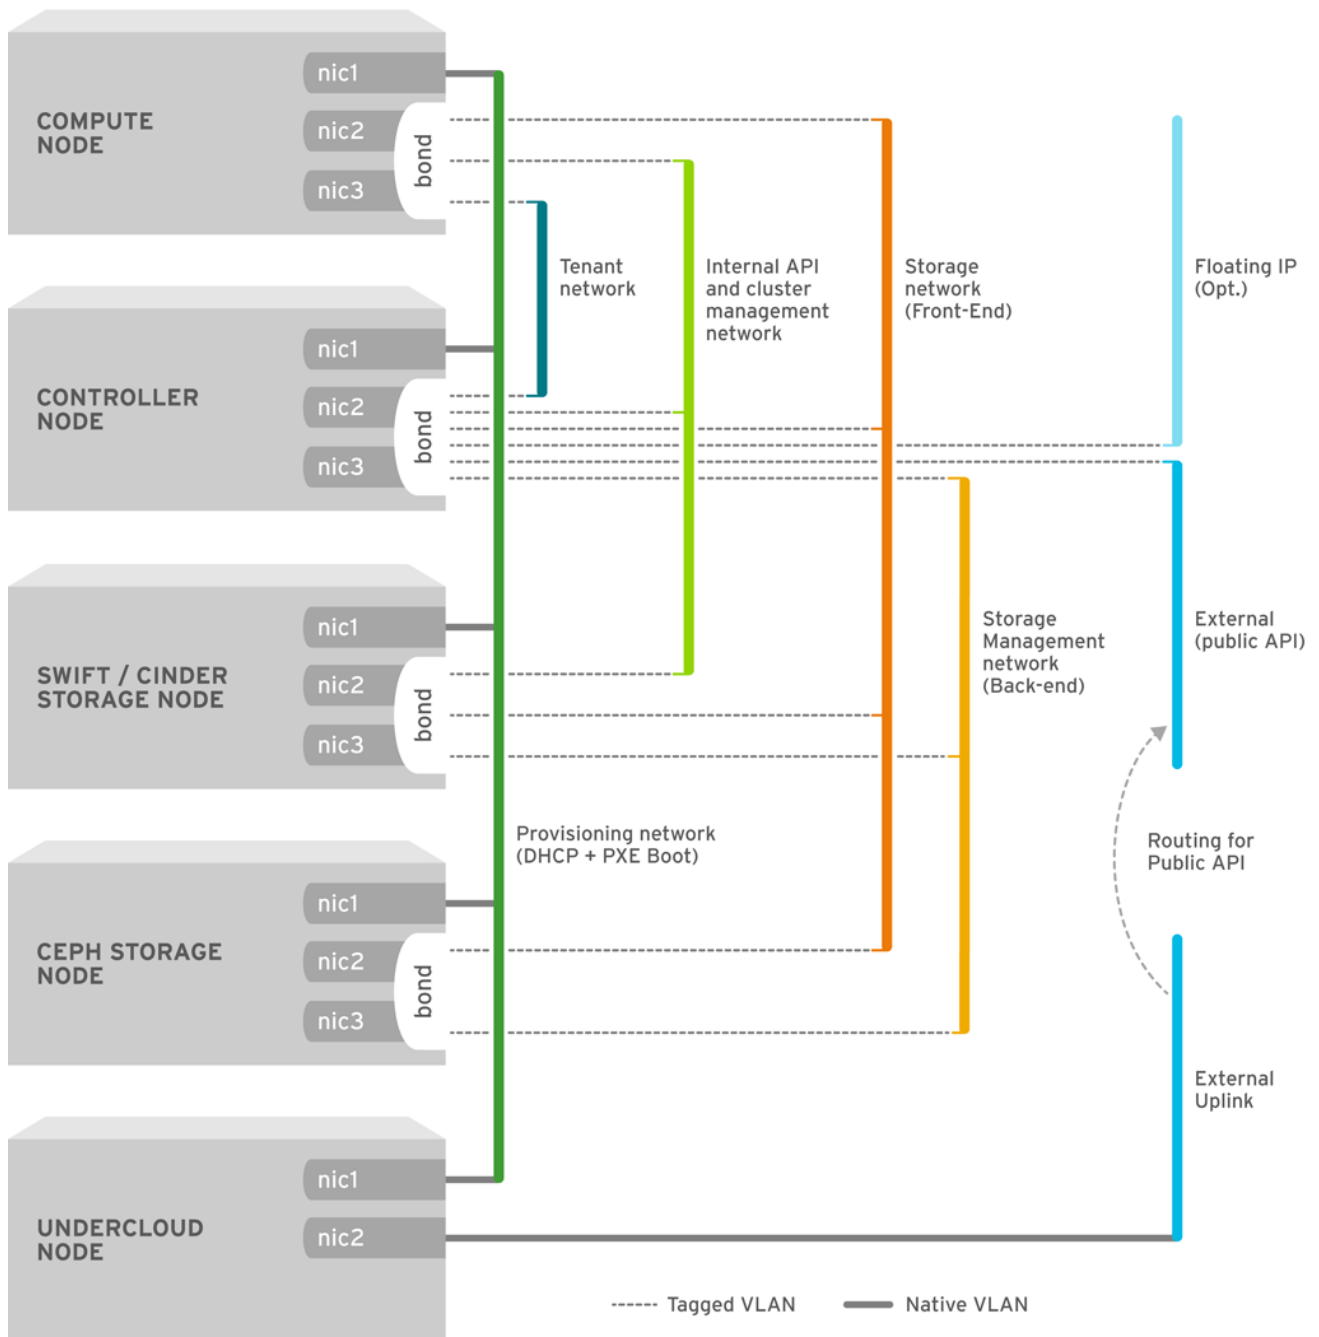 nic1
COMPUTE
NODE
nic2
nic3
bond
Tenant
network
Internal API
and cluster
management
network
Storage
network
(Front-End)
Floating IP
(Opt.)
nic1
CONTROLLER
NODE
nic2
nic3
bond
nic1
SWIFT / CINDER
STORAGE NODE
nic2
nic3
bond
Storage
Management
network
(Back-end)
External
(public API)
Provisioning network
(DHCP + PXE Boot)
Routing for
Public API
nic1
CEPH STORAGE
NODE
nic2
nic3
bond
External
Uplink
nic1
UNDERCLOUD
NODE
nic2
Tagged VLAN
Native VLAN